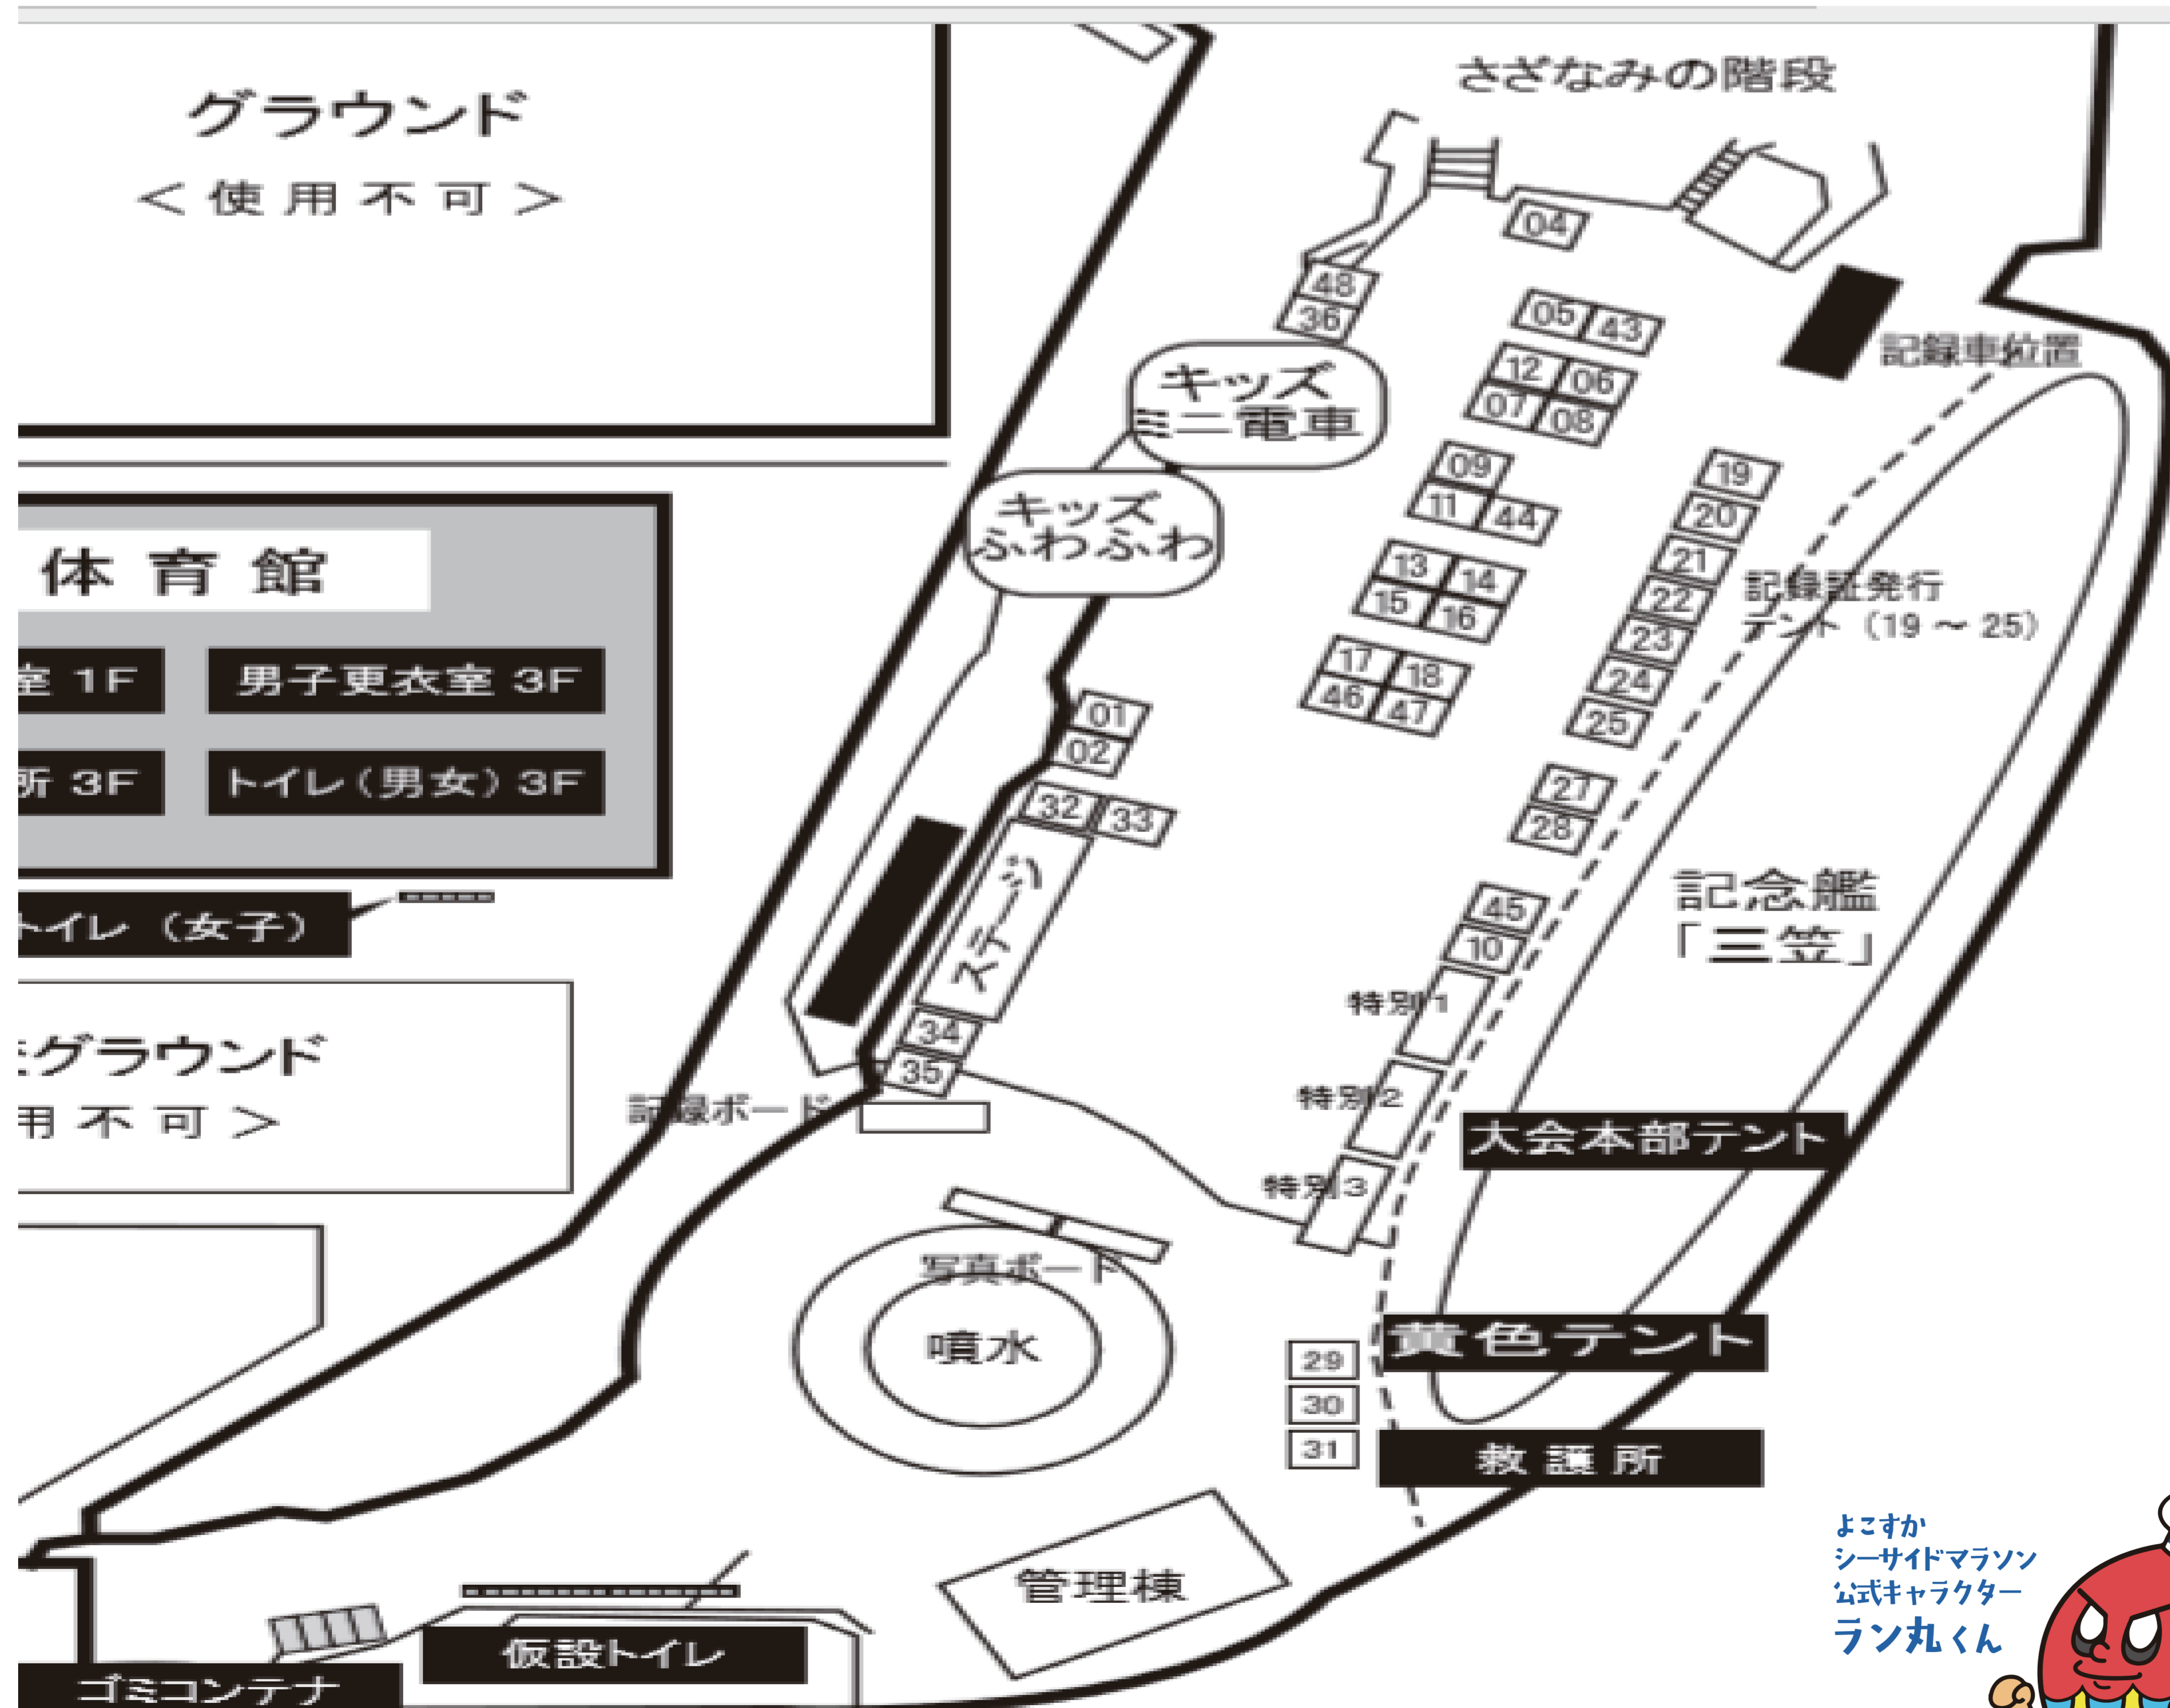 グラウンド
＜使用不可＞
さざなみの階段
04
48
36
05
43
12
06
07
08
キッズ
ミニ電車
記録車位置
キッズ
ふわふわ
09
11
44
13
14
15
16
17
18
46
47
19
20
21
22
23
24
25
記録証発行
テント（19～25）
体育館
室 1F
男子更衣室 3F
所 3F
トイレ（男女）3F
トイレ（女子）
01
02
32
33
ステージ
34
35
27
28
45
10
特別1
特別2
特別3
記念艦
「三笠」
グラウンド
用不可＞
記録ボード
大会本部テント
写真ボード
噴水
29
30
31
黄色テント
救護所
管理棟
仮設トイレ
ゴミコンテナ
よこすか
シーサイドマラソン
公式キャラクター
ラン丸くん